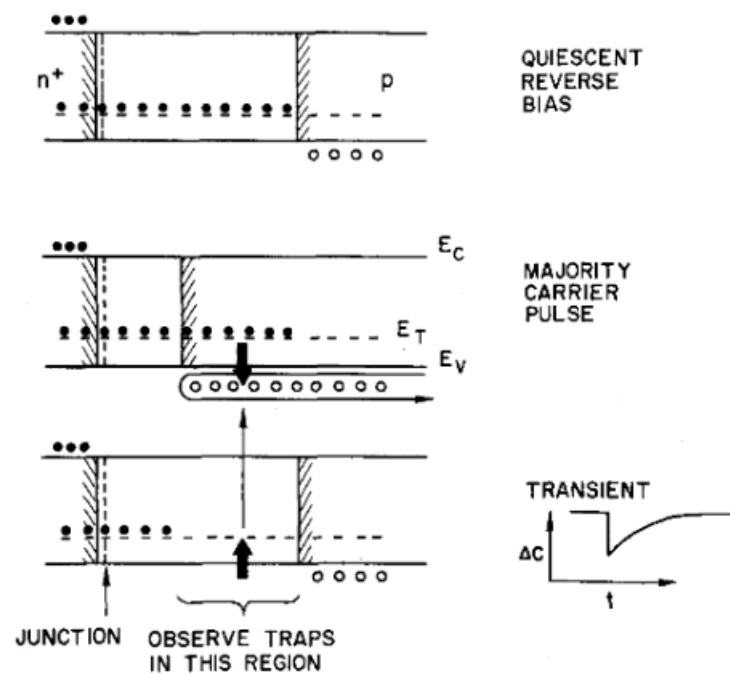 n+
p
QUIESCENT
REVERSE
BIAS
EC
ET
EV
MAJORITY
CARRIER
PULSE
TRANSIENT
ΔC
t
JUNCTION
OBSERVE TRAPS
IN THIS REGION